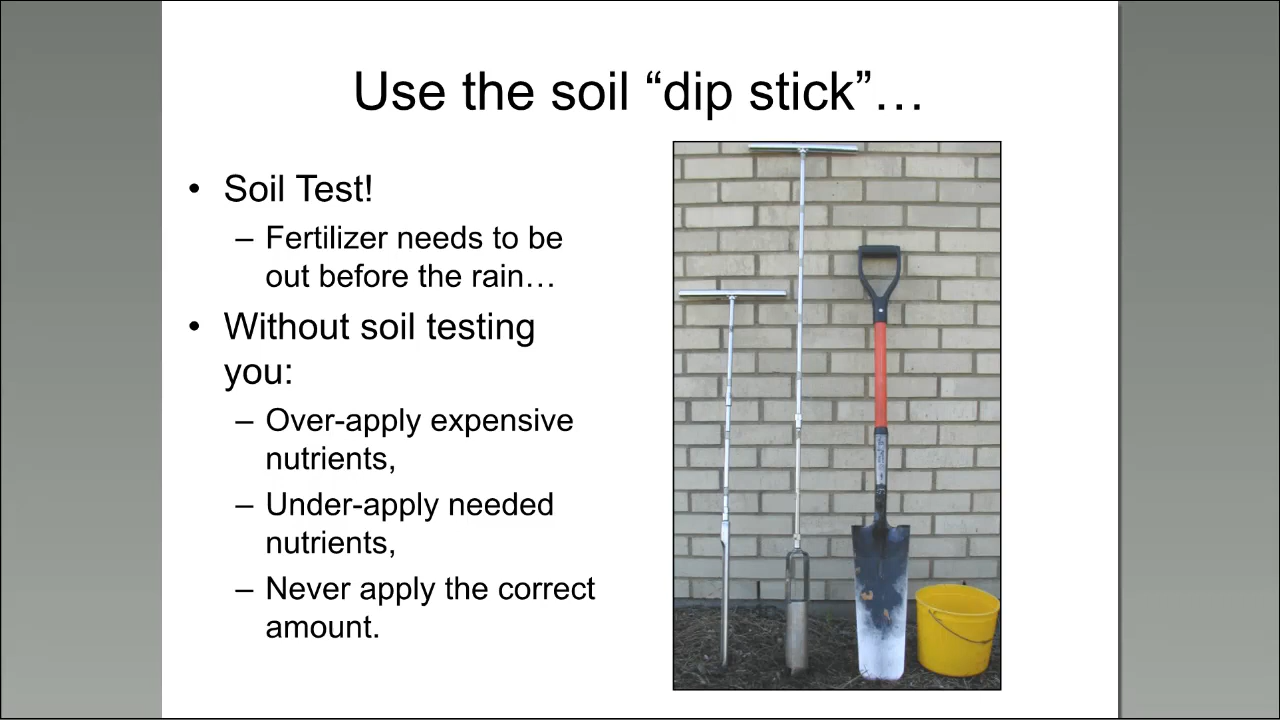 Use the soil “dip stick”…
• Soil Test!
– Fertilizer needs to be
out before the rain…
• Without soil testing
you:
– Over-apply expensive
nutrients,
– Under-apply needed
nutrients,
– Never apply the correct
amount.